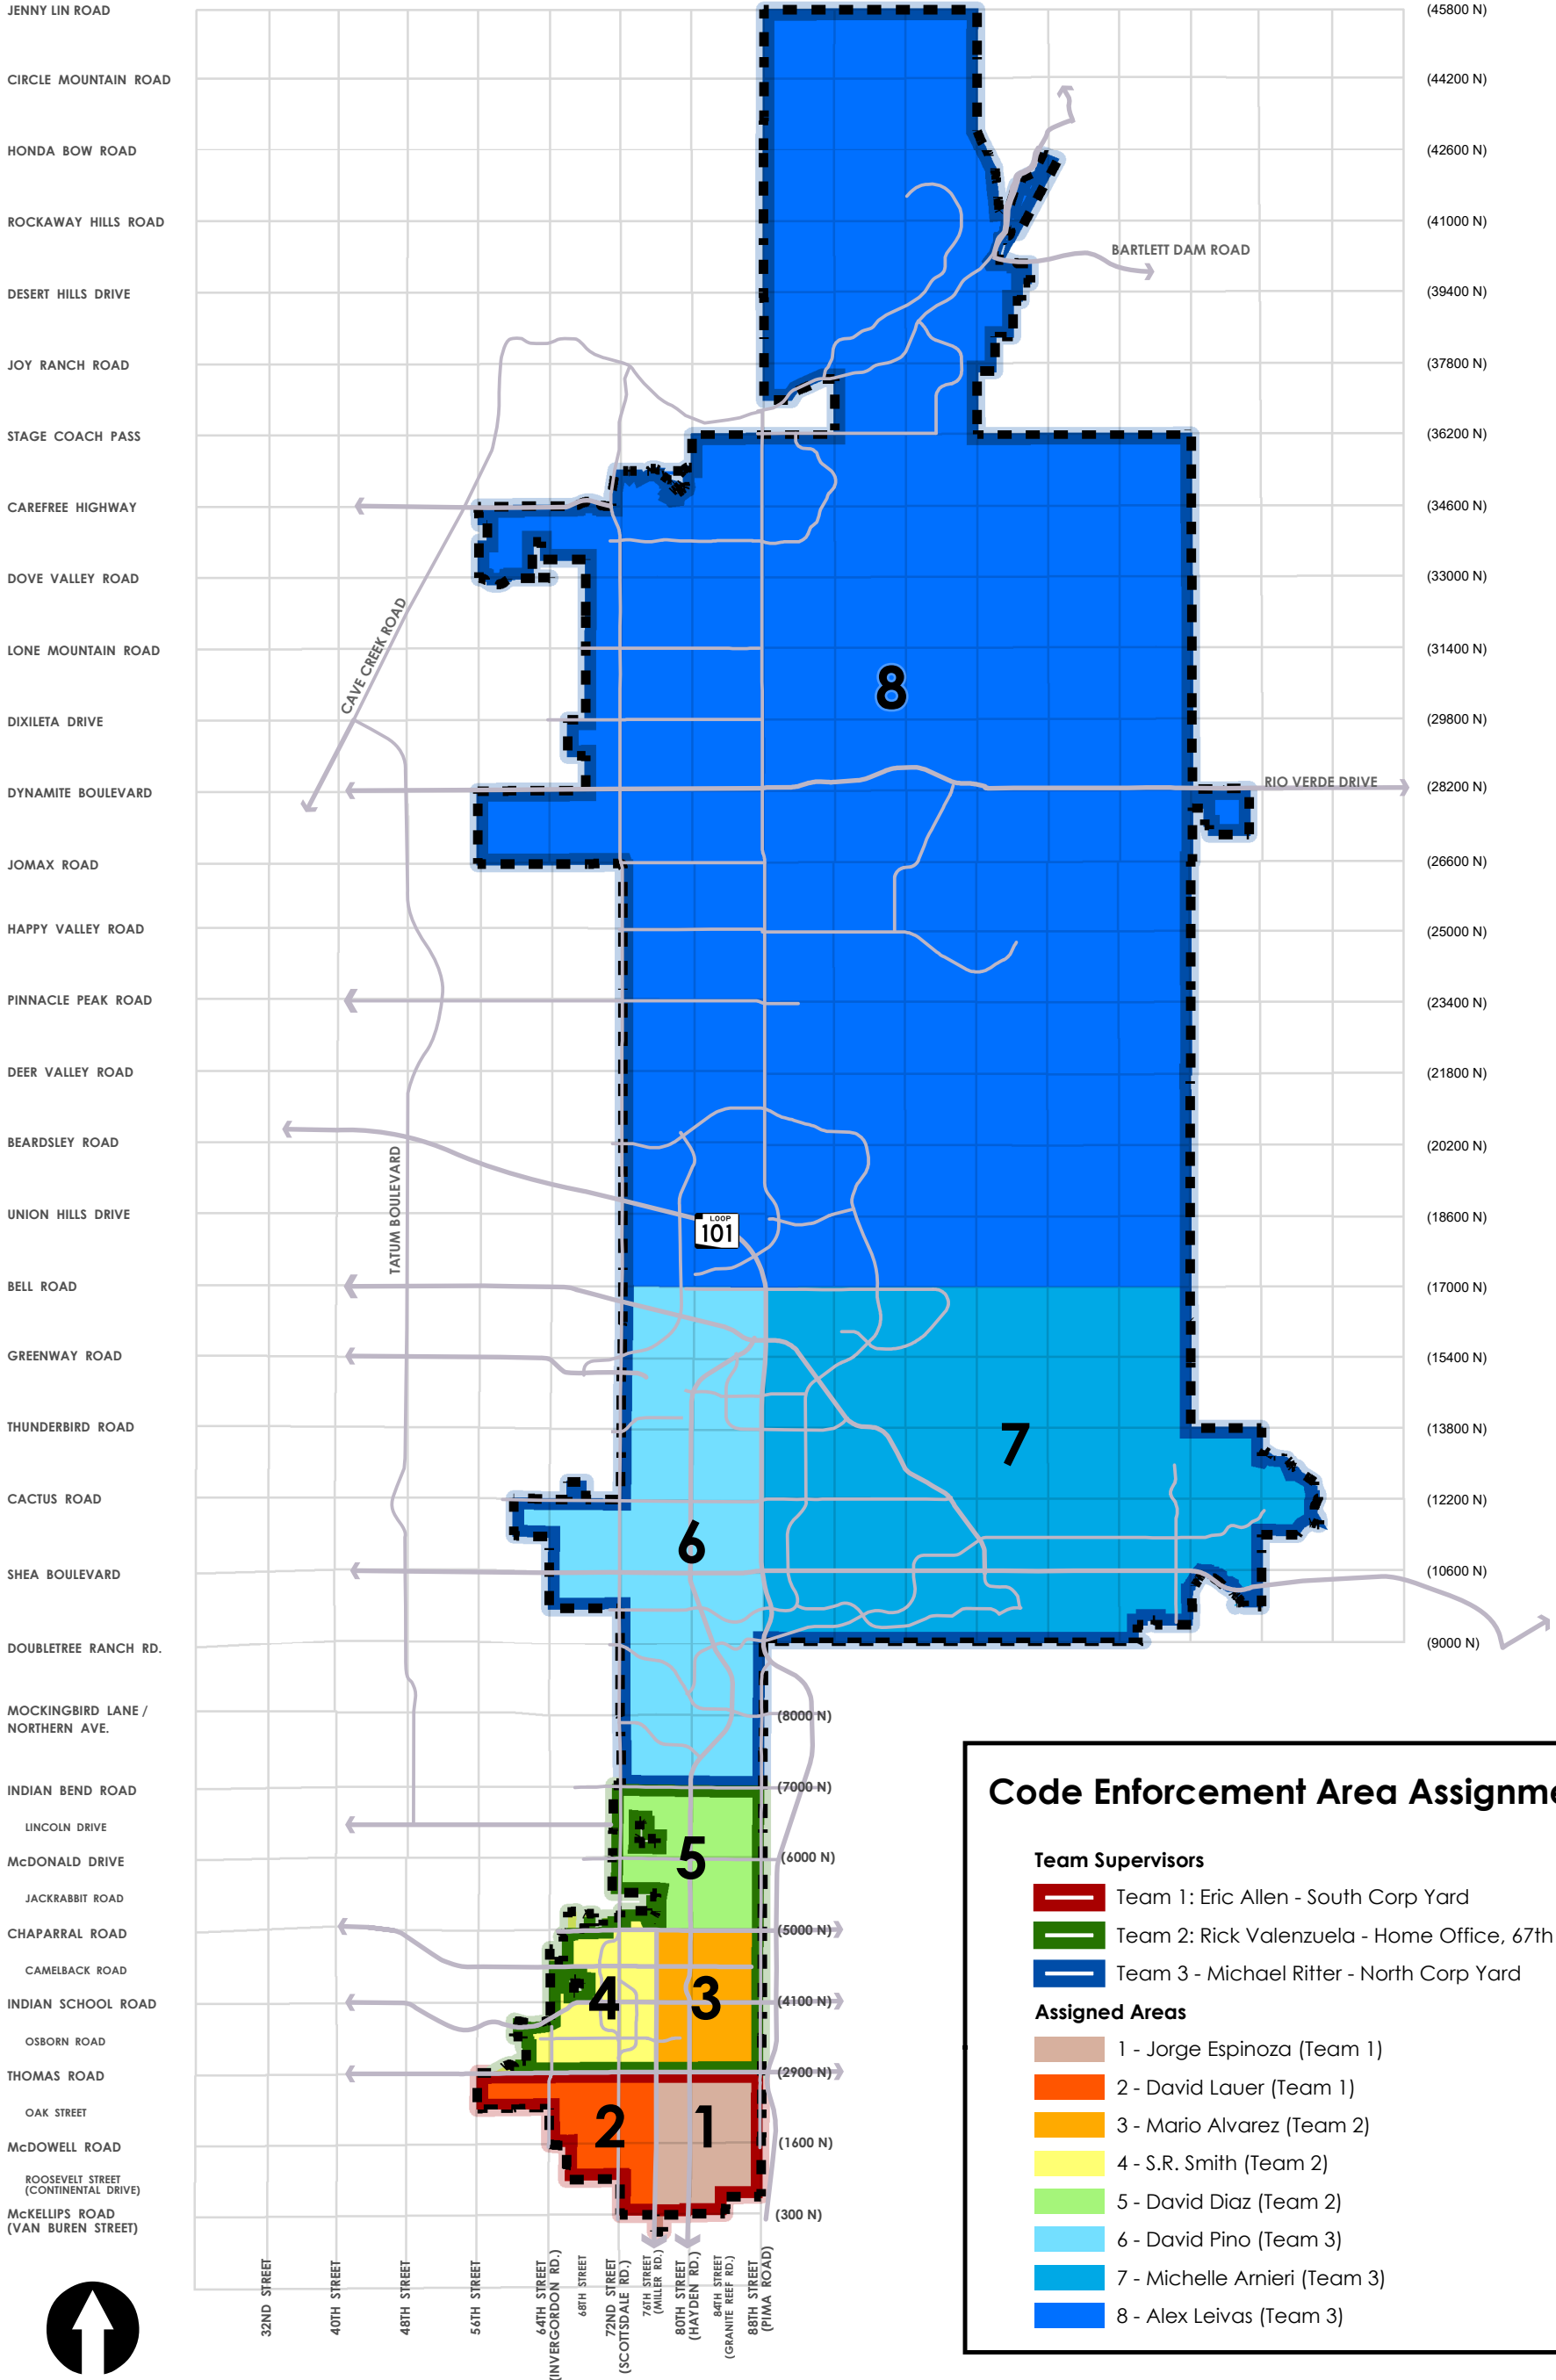 JENNY LIN ROAD
(45800 N)
CIRCLE MOUNTAIN ROAD
(44200 N)
HONDA BOW ROAD
(42600 N)
ROCKAWAY HILLS ROAD
(41000 N)
BARTLETT DAM ROAD
DESERT HILLS DRIVE
(39400 N)
JOY RANCH ROAD
(37800 N)
STAGE COACH PASS
(36200 N)
CAREFREE HIGHWAY
(34600 N)
DOVE VALLEY ROAD
(33000 N)
CAVE CREEK ROAD
LONE MOUNTAIN ROAD
(31400 N)
8
DIXILETA DRIVE
(29800 N)
DYNAMITE BOULEVARD
RIO VERDE DRIVE
(28200 N)
JOMAX ROAD
(26600 N)
HAPPY VALLEY ROAD
(25000 N)
PINNACLE PEAK ROAD
(23400 N)
DEER VALLEY ROAD
(21800 N)
BEARDSLEY ROAD
(20200 N)
TATUM BOULEVARD
UNION HILLS DRIVE
LOOP
101
(18600 N)
BELL ROAD
(17000 N)
GREENWAY ROAD
(15400 N)
THUNDERBIRD ROAD
7
(13800 N)
CACTUS ROAD
(12200 N)
6
SHEA BOULEVARD
(10600 N)
DOUBLETREE RANCH RD.
(9000 N)
MOCKINGBIRD LANE /
NORTHERN AVE.
(8000 N)
INDIAN BEND ROAD
(7000 N)
LINCOLN DRIVE
McDONALD DRIVE
5
(6000 N)
JACKRABBIT ROAD
CHAPARRAL ROAD
(5000 N)
CAMELBACK ROAD
INDIAN SCHOOL ROAD
4
3
(4100 N)
OSBORN ROAD
THOMAS ROAD
(2900 N)
OAK STREET
2
1
McDOWELL ROAD
(1600 N)
ROOSEVELT STREET
(CONTINENTAL DRIVE)
McKELLIPS ROAD
(VAN BUREN STREET)
(300 N)
32ND STREET
40TH STREET
48TH STREET
56TH STREET
64TH STREET
(INVERGORDON RD.)
68TH STREET
72ND STREET
(SCOTTSDALE RD.)
76TH STREET
(MILLER RD.)
80TH STREET
(HAYDEN RD.)
84TH STREET
(GRANITE REEF RD.)
88TH STREET
(PIMA ROAD)
Code Enforcement Area Assignme
Team Supervisors
Team 1: Eric Allen - South Corp Yard
Team 2: Rick Valenzuela - Home Office, 67th
Team 3 - Michael Ritter - North Corp Yard
Assigned Areas
1 - Jorge Espinoza (Team 1)
2 - David Lauer (Team 1)
3 - Mario Alvarez (Team 2)
4 - S.R. Smith (Team 2)
5 - David Diaz (Team 2)
6 - David Pino (Team 3)
7 - Michelle Arnieri (Team 3)
8 - Alex Leivas (Team 3)